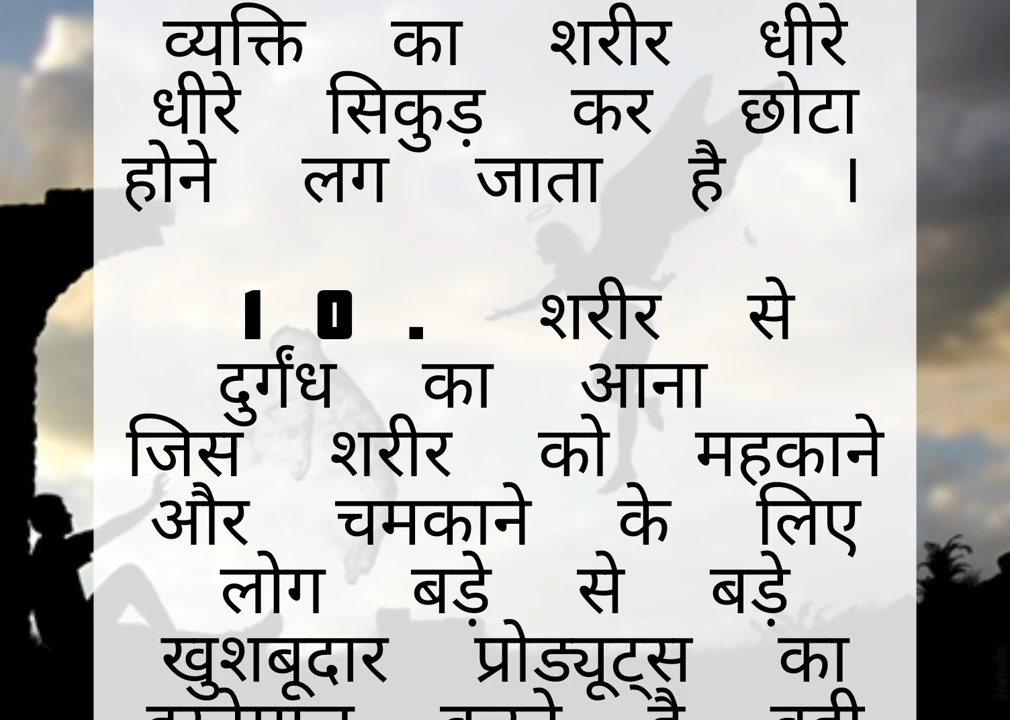 व्यक्ति का शरीर धीरे
धीरे सिकुड़ कर छोटा
होने लग जाता है ।
10. शरीर से
दुर्गंध का आना
जिस शरीर को महकाने
और चमकाने के लिए
लोग बड़े से बड़े
खुशबूदार प्रोड्यूट्स का